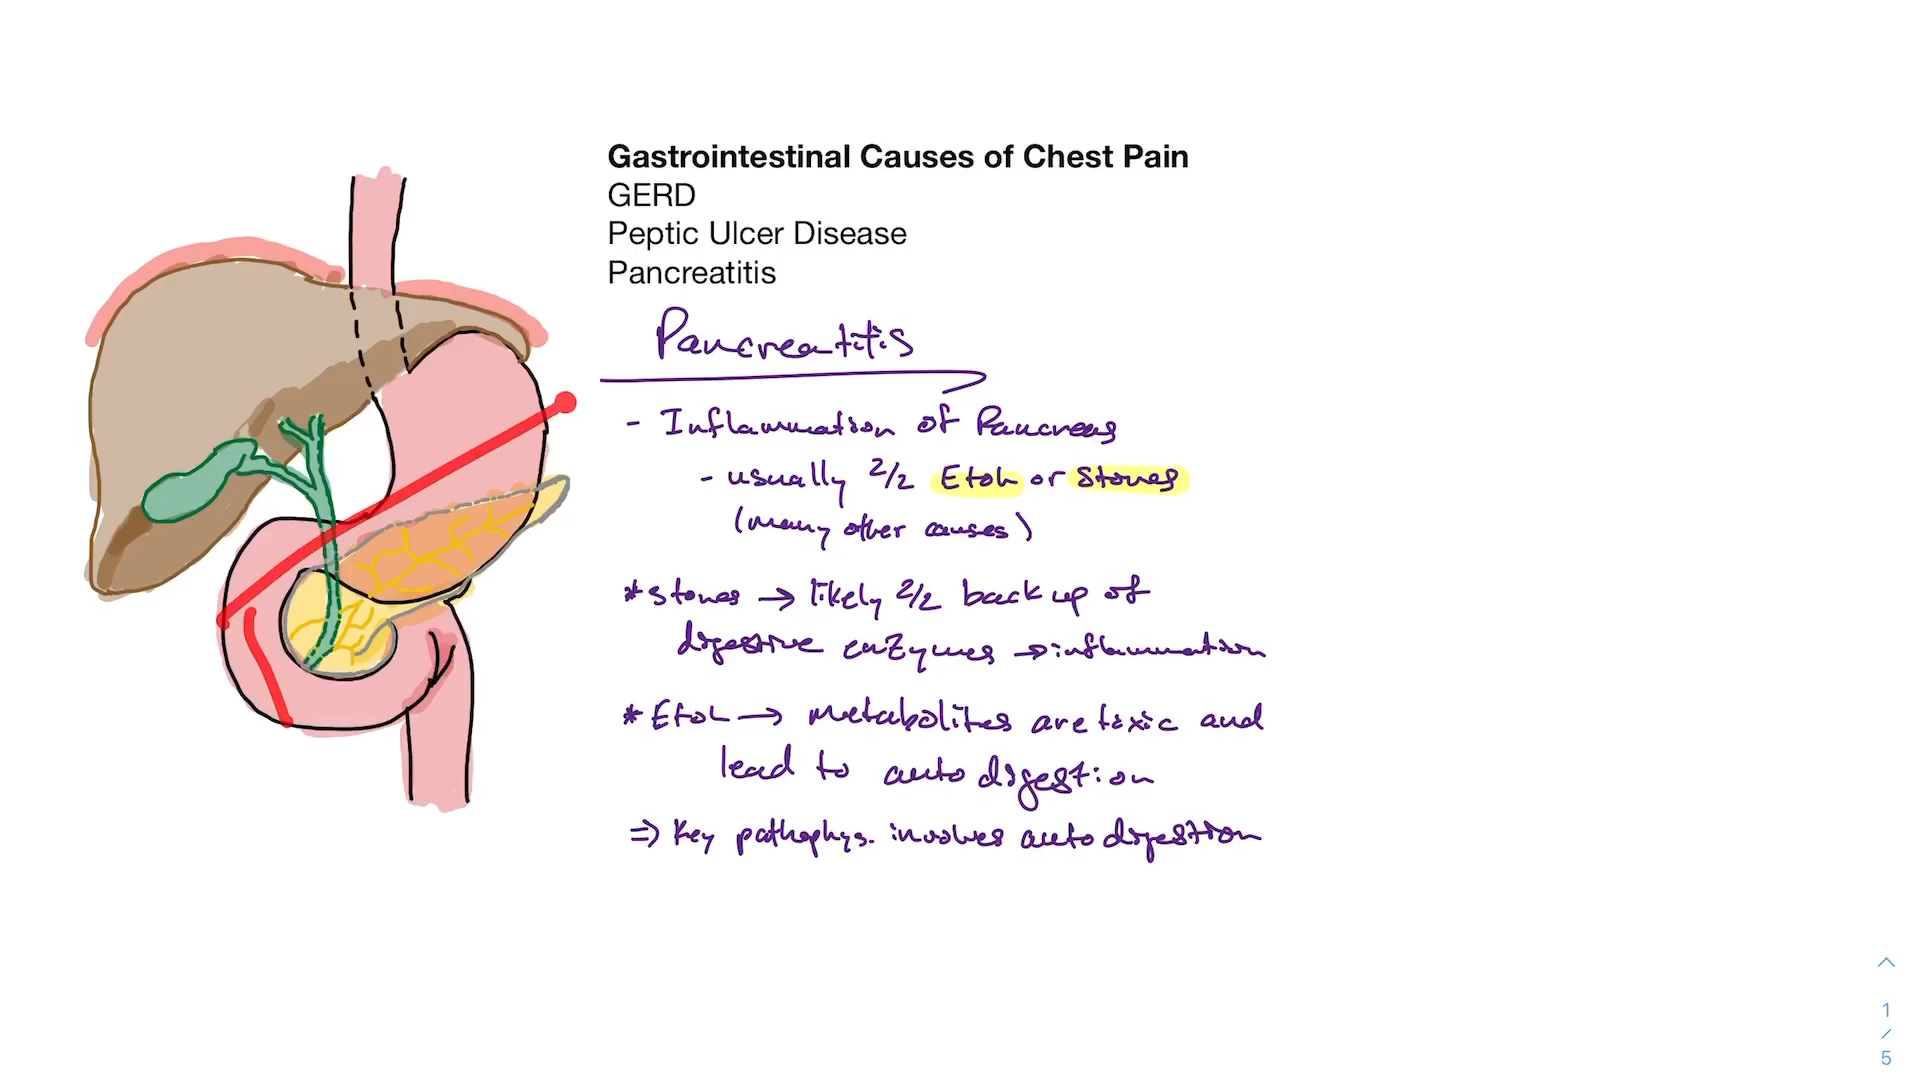 Gastrointestinal Causes of Chest Pain
GERD
Peptic Ulcer Disease
Pancreatitis
Pancreatitis
- Inflammation of Pancreas
- usually 2/2 EtOH or Stones
(many other causes)
* Stones → likely 2/2 back up of
digestive enzymes → inflammation
* EtOH → metabolites are toxic and
lead to auto digestion
⇒ Key pathophys. involves auto digestion
1
/
5